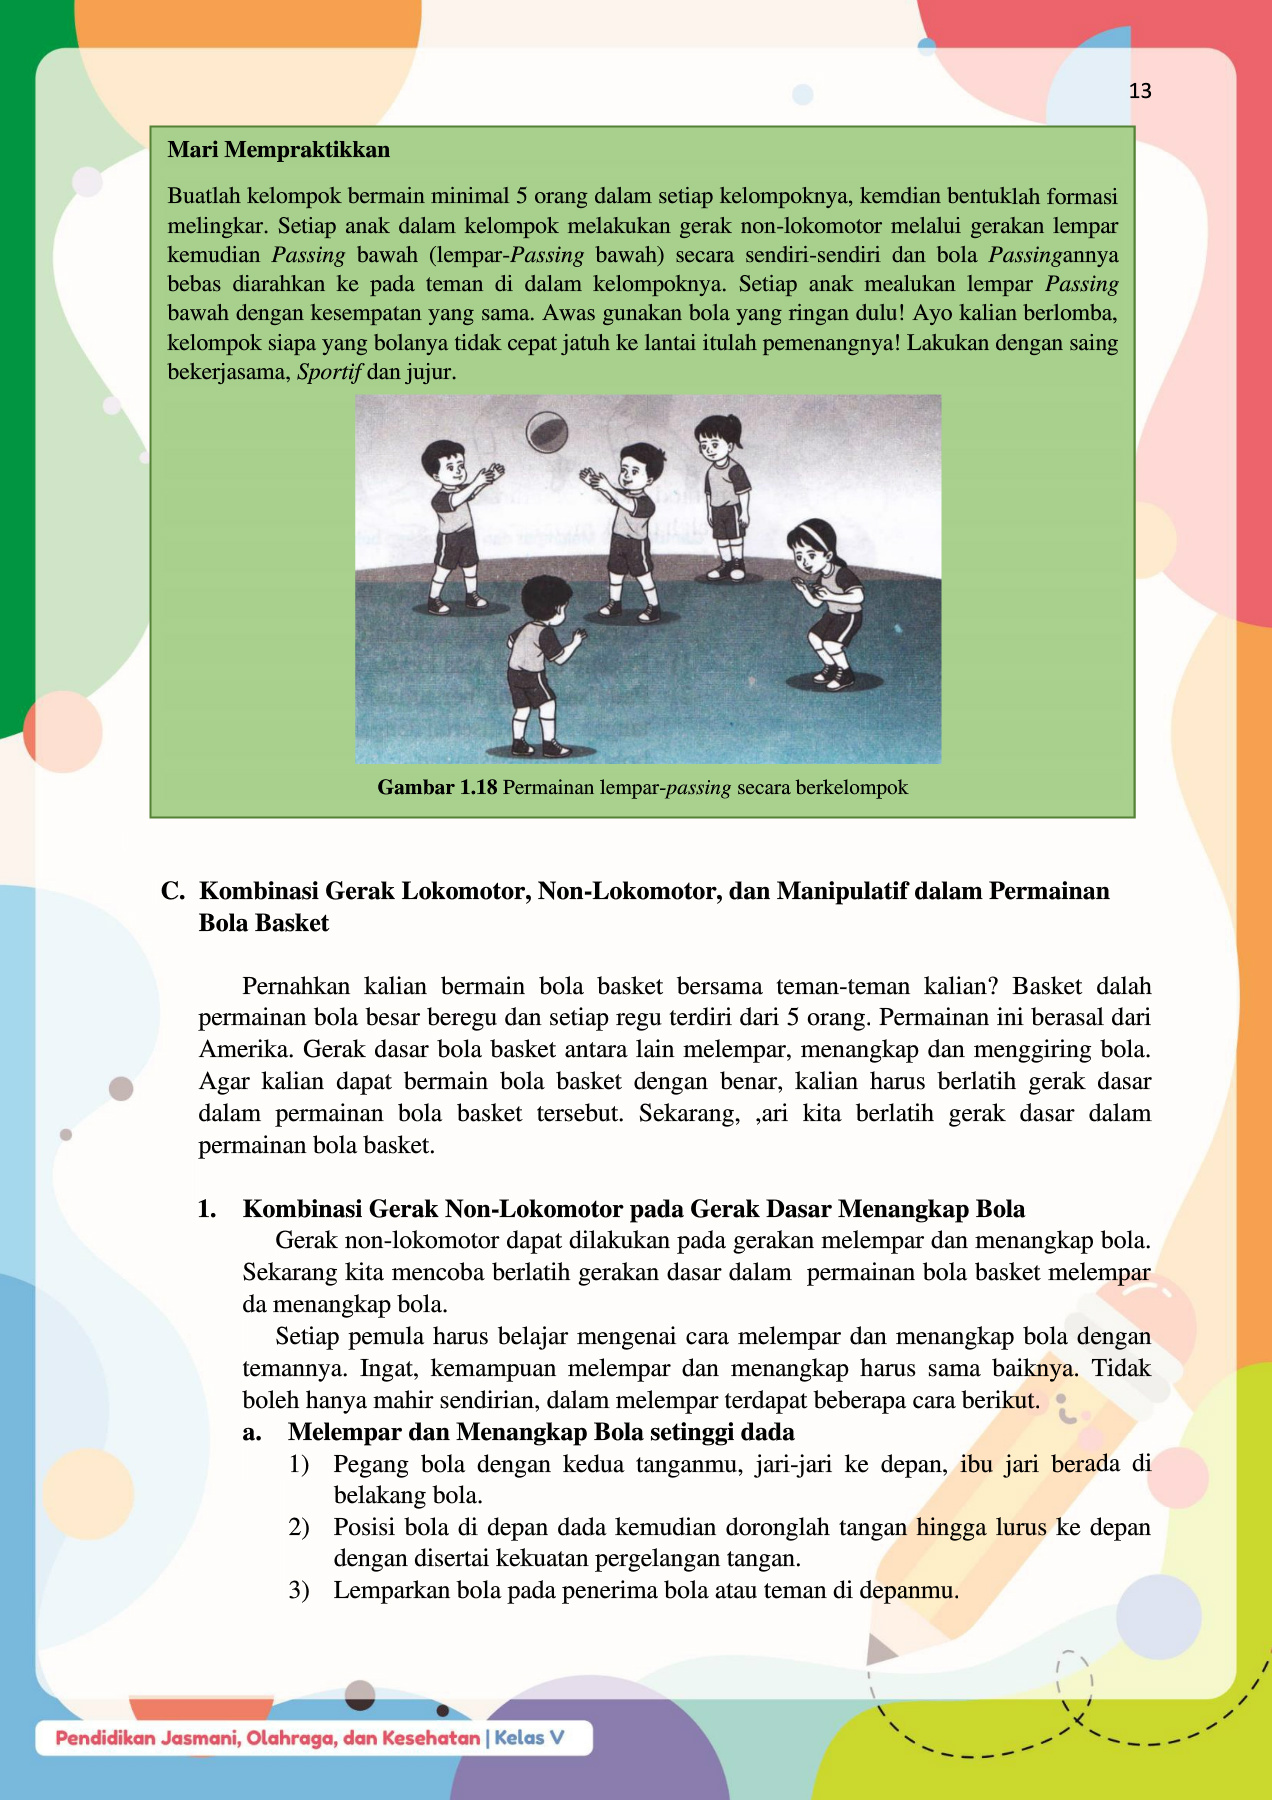 13
Mari Mempraktikkan
Buatlah kelompok bermain minimal 5 orang dalam setiap kelompoknya, kemdian bentuklah formasi
melingkar. Setiap anak dalam kelompok melakukan gerak non-lokomotor melalui gerakan lempar
kemudian Passing bawah (lempar-Passing bawah) secara sendiri-sendiri dan bola Passingannya
bebas diarahkan ke pada teman di dalam kelompoknya. Setiap anak mealukan lempar Passing
bawah dengan kesempatan yang sama. Awas gunakan bola yang ringan dulu! Ayo kalian berlomba,
kelompok siapa yang bolanya tidak cepat jatuh ke lantai itulah pemenangnya! Lakukan dengan saing
bekerjasama, Sportif dan jujur.
Gambar 1.18 Permainan lempar-passing secara berkelompok
C. Kombinasi Gerak Lokomotor, Non-Lokomotor, dan Manipulatif dalam Permainan
Bola Basket
Pernahkan kalian bermain bola basket bersama teman-teman kalian? Basket dalah
permainan bola besar beregu dan setiap regu terdiri dari 5 orang. Permainan ini berasal dari
Amerika. Gerak dasar bola basket antara lain melempar, menangkap dan menggiring bola.
Agar kalian dapat bermain bola basket dengan benar, kalian harus berlatih gerak dasar
dalam permainan bola basket tersebut. Sekarang, ,ari kita berlatih gerak dasar dalam
permainan bola basket.
1. Kombinasi Gerak Non-Lokomotor pada Gerak Dasar Menangkap Bola
Gerak non-lokomotor dapat dilakukan pada gerakan melempar dan menangkap bola.
Sekarang kita mencoba berlatih gerakan dasar dalam permainan bola basket melempar
da menangkap bola.
Setiap pemula harus belajar mengenai cara melempar dan menangkap bola dengan
temannya. Ingat, kemampuan melempar dan menangkap harus sama baiknya. Tidak
boleh hanya mahir sendirian, dalam melempar terdapat beberapa cara berikut.
a. Melempar dan Menangkap Bola setinggi dada
1) Pegang bola dengan kedua tanganmu, jari-jari ke depan, ibu jari berada di
belakang bola.
2) Posisi bola di depan dada kemudian doronglah tangan hingga lurus ke depan
dengan disertai kekuatan pergelangan tangan.
3) Lemparkan bola pada penerima bola atau teman di depanmu.
Pendidikan Jasmani, Olahraga, dan Kesehatan | Kelas V